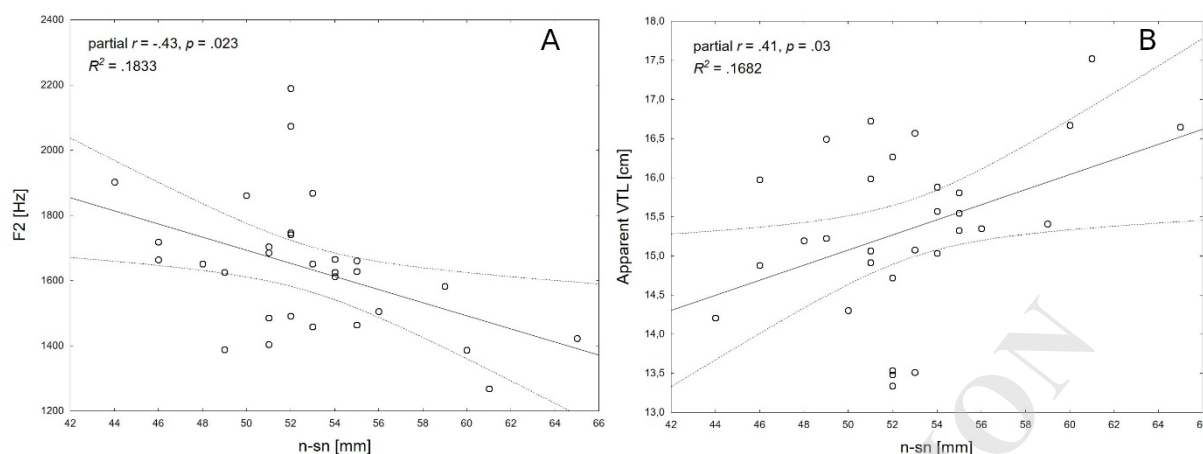 partial r = -.43, p = .023
R² = .1833
A
2400
2200
2000
1800
1600
1400
1200
F2 [Hz]
42 44 46 48 50 52 54 56 58 60 62 64 66
n-sn [mm]
partial r = .41, p = .03
R² = .1682
B
18,0
17,5
17,0
16,5
16,0
15,5
15,0
14,5
14,0
13,5
13,0
Apparent VTL [cm]
42 44 46 48 50 52 54 56 58 60 62 64 66
n-sn [mm]